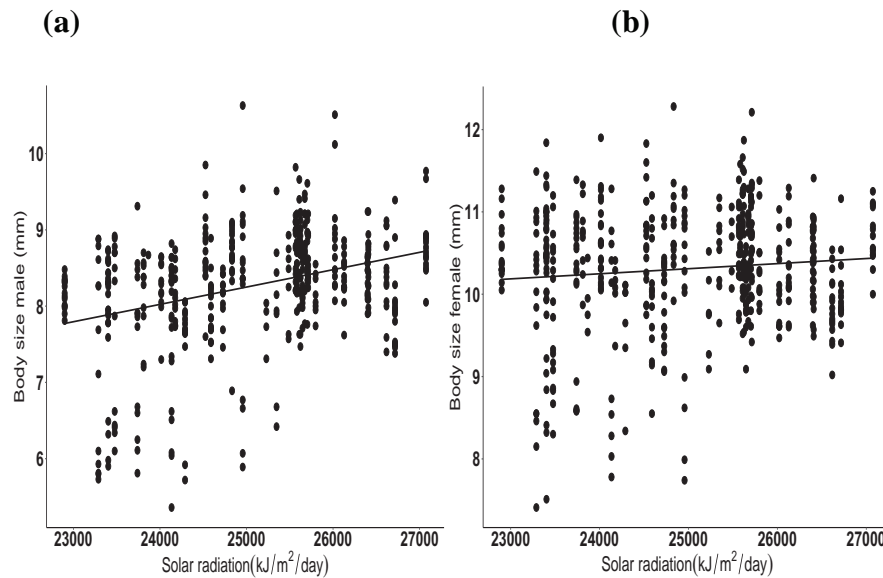 (a)
(b)
Body size male (mm)
10
9
8
7
6
23000 24000 25000 26000 27000
Solar radiation(kJ/m²/day)
Body size female (mm)
12
11
10
9
8
23000 24000 25000 26000 27000
Solar radiation(kJ/m²/day)